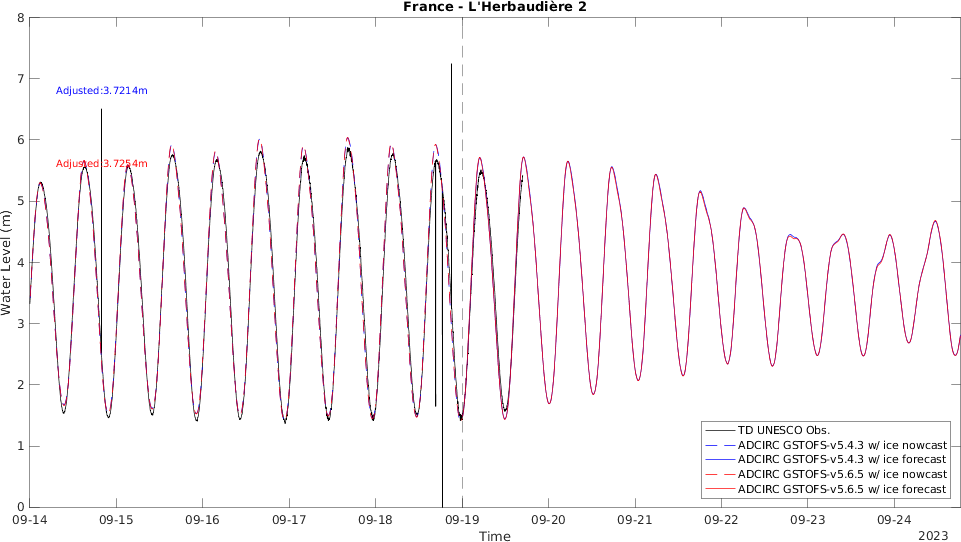 France - L'Herbaudière 2
8
7
6
5
4
3
2
1
0
Water Level (m)
Adjusted:3.7214m
Adjusted:3.7254m
TD UNESCO Obs.
ADCIRC GSTOFS-v5.4.3 w/ ice nowcast
ADCIRC GSTOFS-v5.4.3 w/ ice forecast
ADCIRC GSTOFS-v5.6.5 w/ ice nowcast
ADCIRC GSTOFS-v5.6.5 w/ ice forecast
09-14 09-15 09-16 09-17 09-18 09-19 09-20 09-21 09-22 09-23 09-24
Time
2023